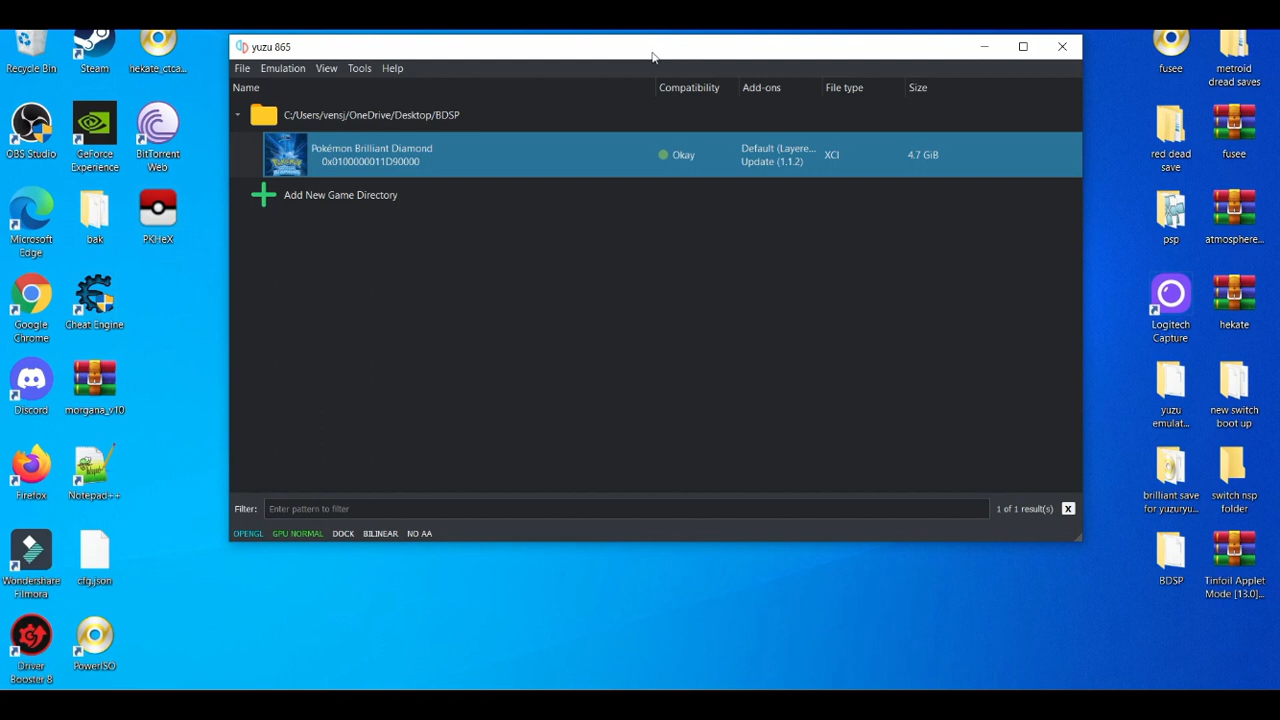 yuzu 865
File Emulation View Tools Help
Name Compatibility Add-ons File type Size
C:/Users/vensj/OneDrive/Desktop/BDSP
Pokémon Brilliant Diamond
0x0100000011D90000
Okay
Default (Layere...
Update (1.1.2)
XCI
4.7 GiB
Add New Game Directory
Filter: Enter pattern to filter 1 of 1 result(s) X
OPENGL GPU NORMAL DOCK BILINEAR NO AA
Recycle Bin
Steam
hekate_ctca...
OBS Studio
GeForce
Experience
BitTorrent
Web
Microsoft
Edge
bak
PKHeX
Google
Chrome
Cheat Engine
Discord
morgana_v10
Firefox
Notepad++
Wondershare
Filmora
cfg.json
Driver
Booster 8
PowerISO
fusee
metroid
dread saves
red dead
save
fusee
psp
atmosphere...
Logitech
Capture
hekate
yuzu
emulat...
new switch
boot up
brilliant save
for yuzuryu...
switch nsp
folder
BDSP
Tinfoil Applet
Mode [13.0]...